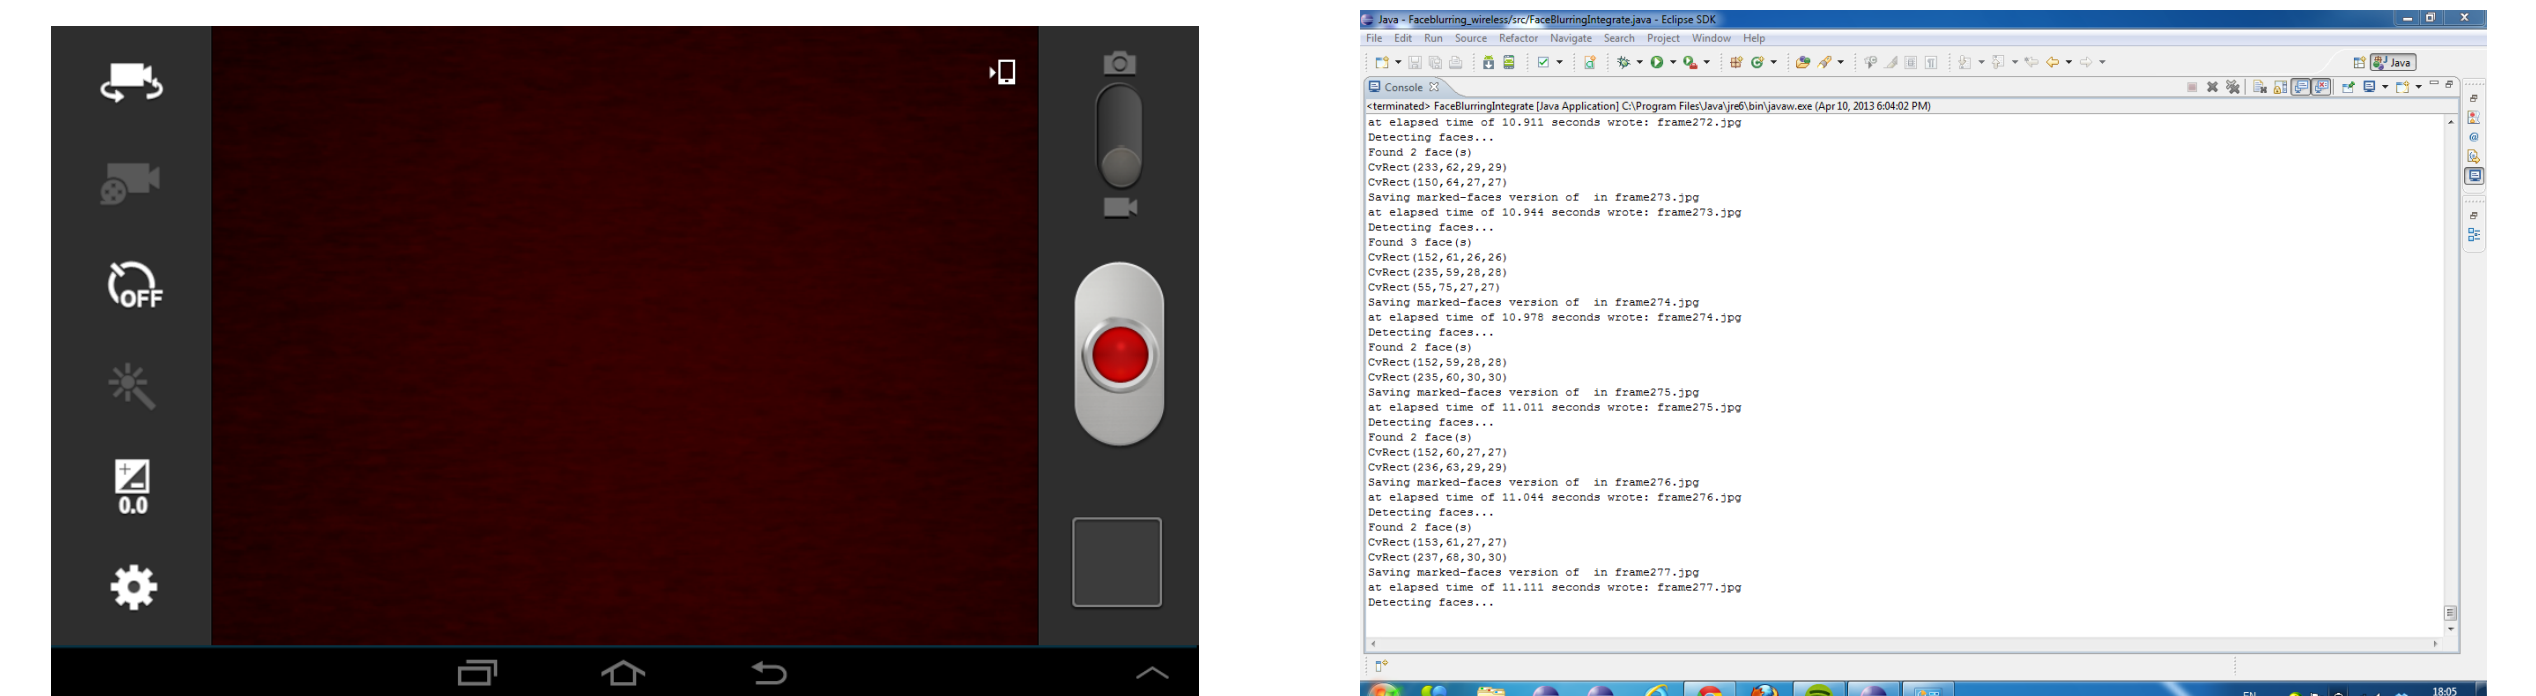 OFF
0.0
Java - Faceblurring_wireless/src/FaceBlurringIntegrate.java - Eclipse SDK
File Edit Run Source Refactor Navigate Search Project Window Help
Java
Console
<terminated> FaceBlurringIntegrate [Java Application] C:\Program Files\Java\jre6\bin\javaw.exe (Apr 10, 2013 6:04:02 PM)
at elapsed time of 10.911 seconds wrote: frame272.jpg
Detecting faces...
Found 2 face(s)
CvRect(233,62,29,29)
CvRect(150,64,27,27)
Saving marked-faces version of  in frame273.jpg
at elapsed time of 10.944 seconds wrote: frame273.jpg
Detecting faces...
Found 3 face(s)
CvRect(152,61,26,26)
CvRect(235,59,28,28)
CvRect(55,75,27,27)
Saving marked-faces version of  in frame274.jpg
at elapsed time of 10.978 seconds wrote: frame274.jpg
Detecting faces...
Found 2 face(s)
CvRect(152,59,28,28)
CvRect(235,60,30,30)
Saving marked-faces version of  in frame275.jpg
at elapsed time of 11.011 seconds wrote: frame275.jpg
Detecting faces...
Found 2 face(s)
CvRect(152,60,27,27)
CvRect(236,63,29,29)
Saving marked-faces version of  in frame276.jpg
at elapsed time of 11.044 seconds wrote: frame276.jpg
Detecting faces...
Found 2 face(s)
CvRect(153,61,27,27)
CvRect(237,68,30,30)
Saving marked-faces version of  in frame277.jpg
at elapsed time of 11.111 seconds wrote: frame277.jpg
Detecting faces...
18:05